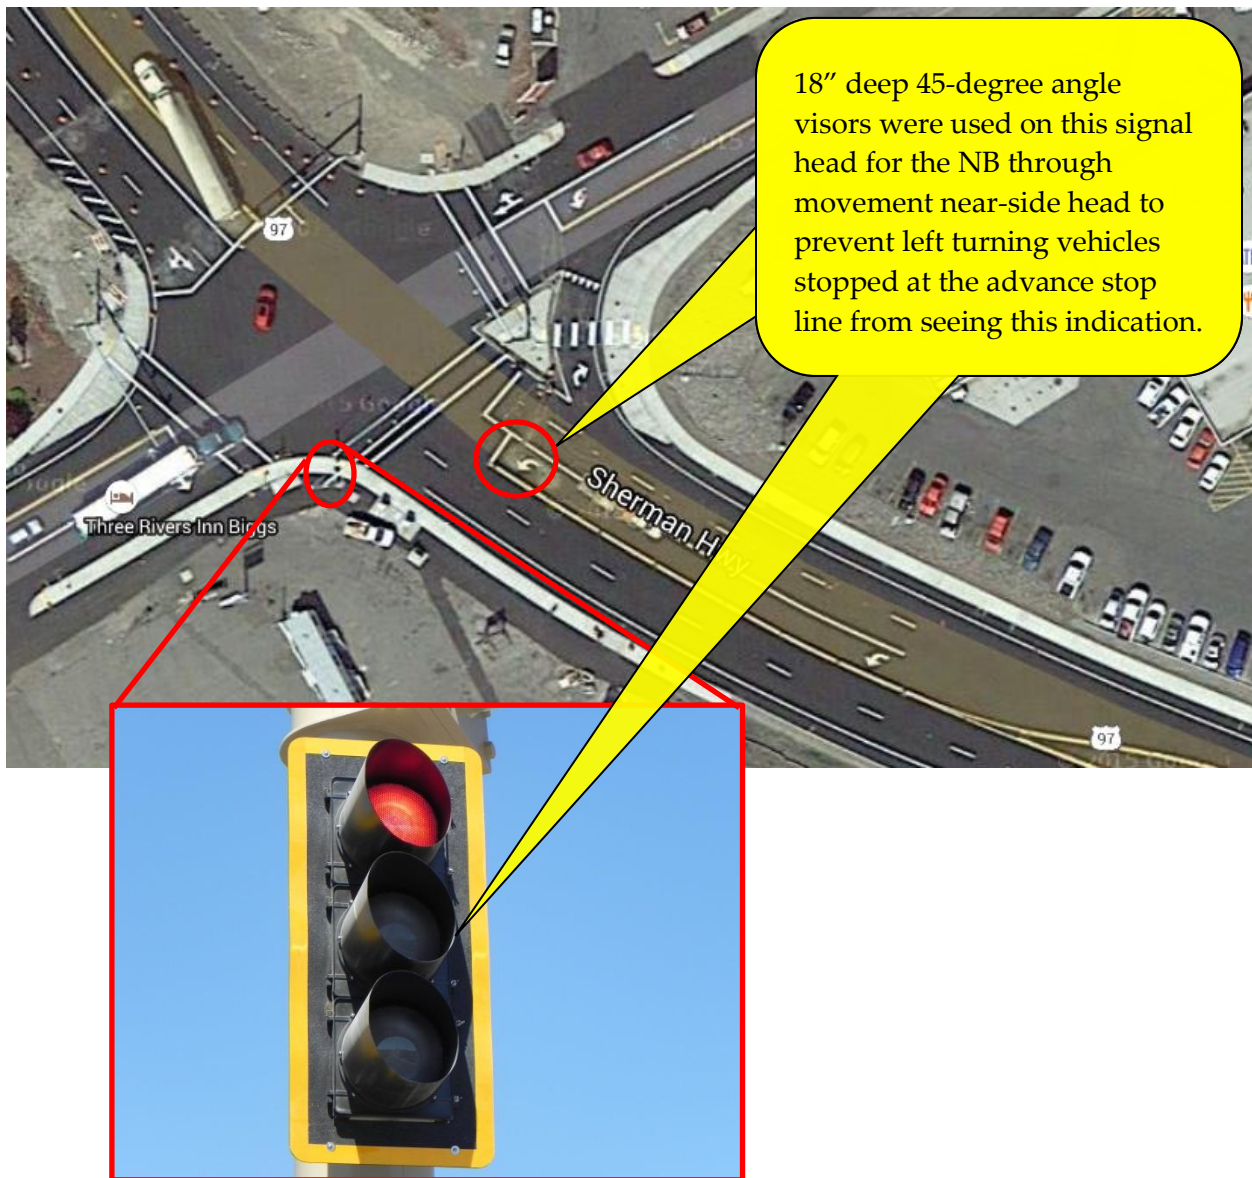 18” deep 45-degree angle
visors were used on this signal
head for the NB through
movement near-side head to
prevent left turning vehicles
stopped at the advance stop
line from seeing this indication.
97
Sherman Hwy
Three Rivers Inn Biggs
97